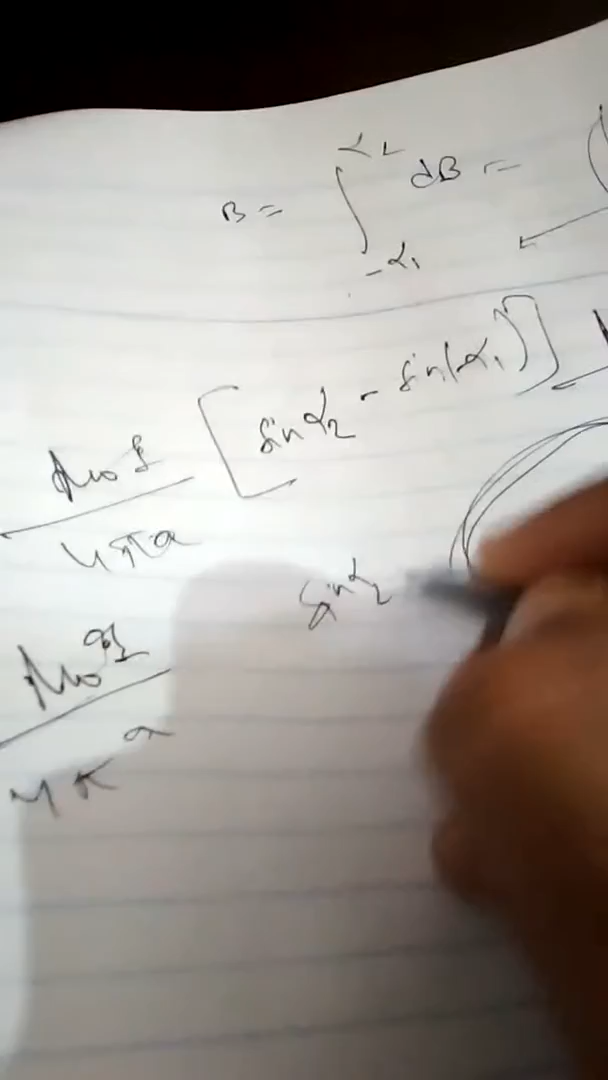 B = ∫_{-α₁}^{α₂} dB =
μ₀I / 4πa [sin α₂ - sin(-α₁)]
μ₀I / 4πa sin α₂